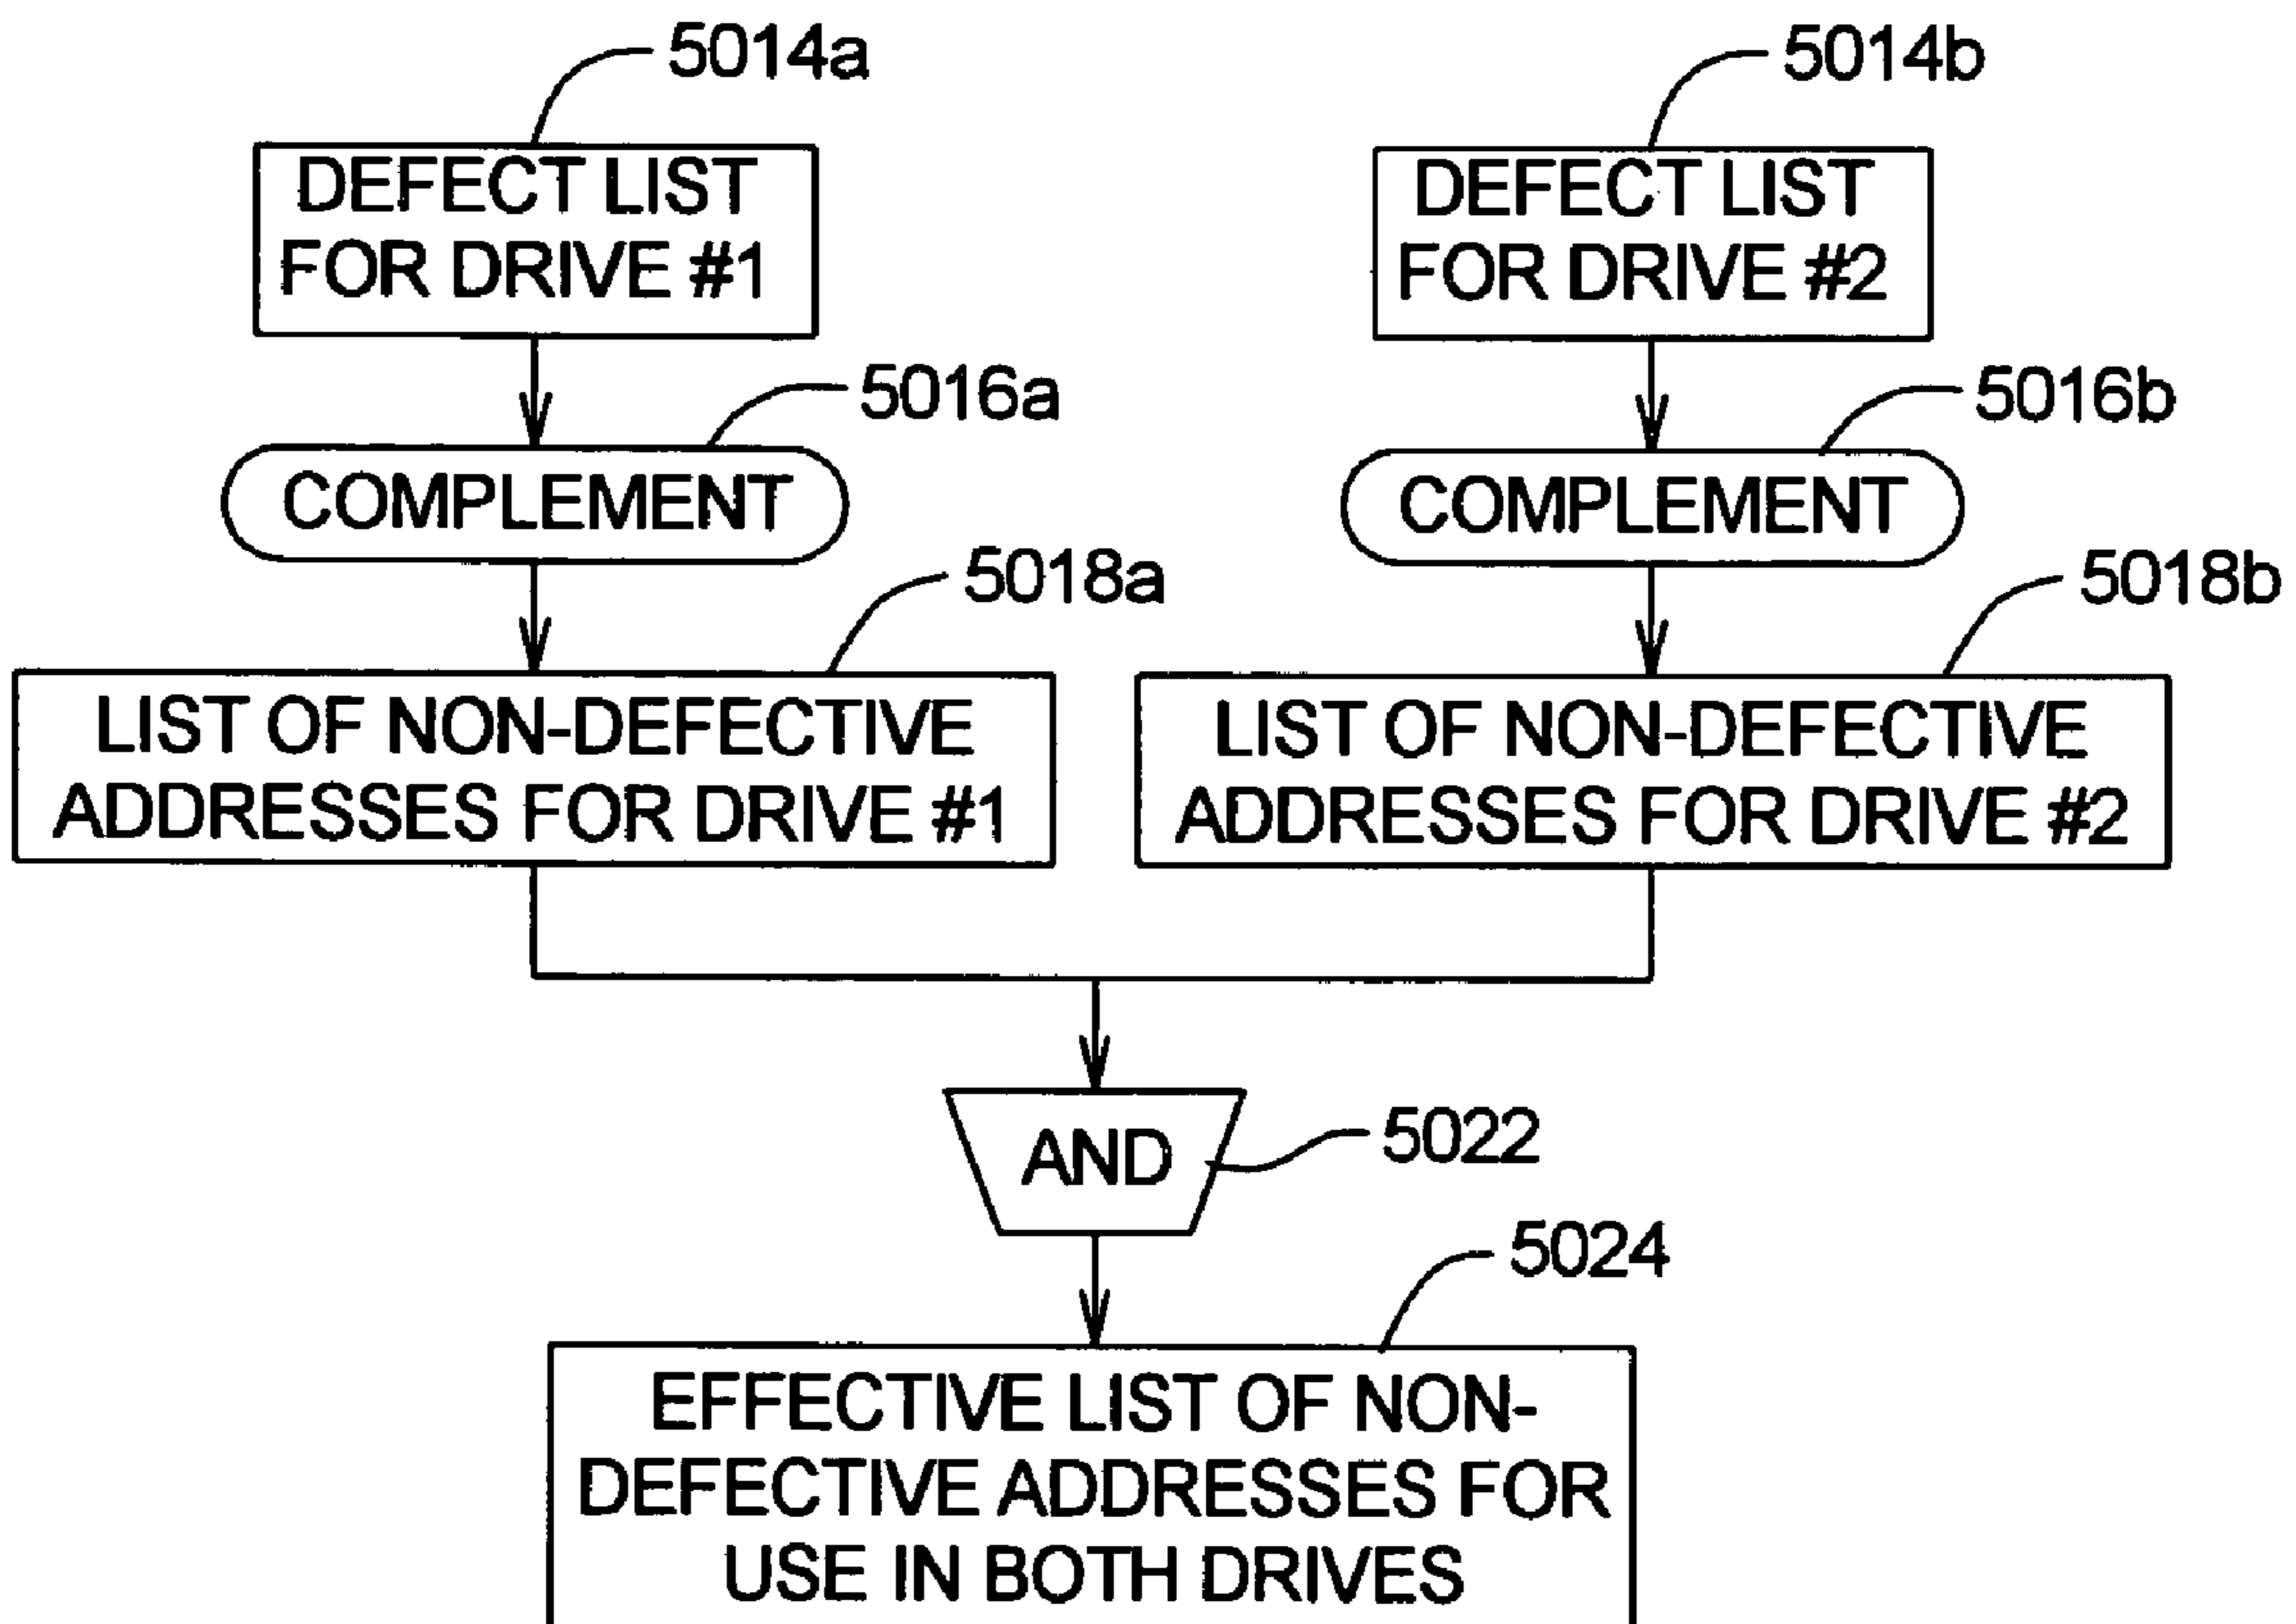 5014a
5014b
DEFECT LIST
FOR DRIVE #1
DEFECT LIST
FOR DRIVE #2
5016a
5016b
COMPLEMENT
COMPLEMENT
5018a
5018b
LIST OF NON-DEFECTIVE
ADDRESSES FOR DRIVE #1
LIST OF NON-DEFECTIVE
ADDRESSES FOR DRIVE #2
AND
5022
5024
EFFECTIVE LIST OF NON-
DEFECTIVE ADDRESSES FOR
USE IN BOTH DRIVES